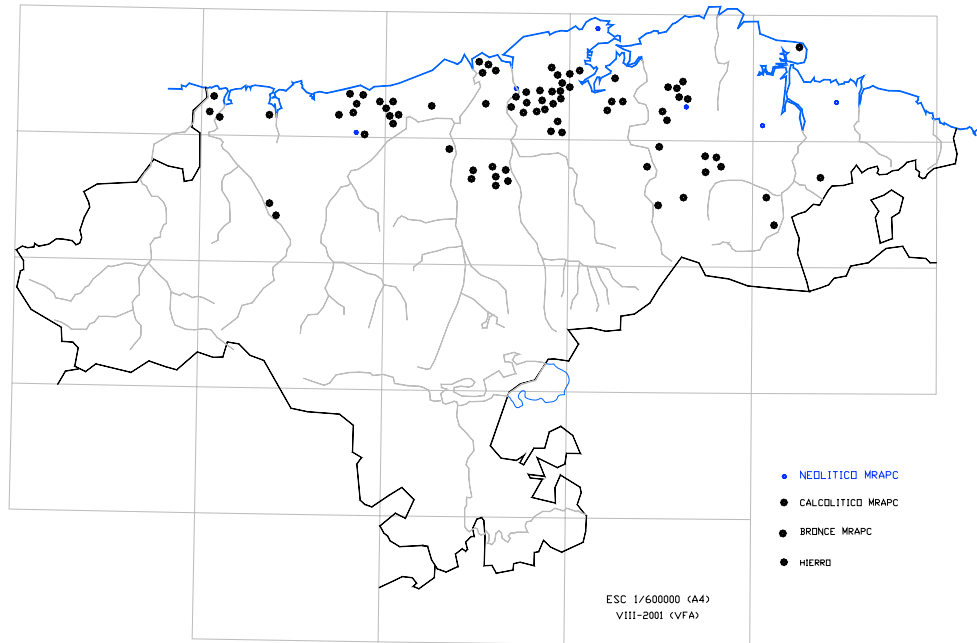 NEOLITICO MRAPC
CALCOLITICO MRAPC
BRONCE MRAPC
HIERRO
ESC 1/600000 (A4)
VIII-2001 (VFA)